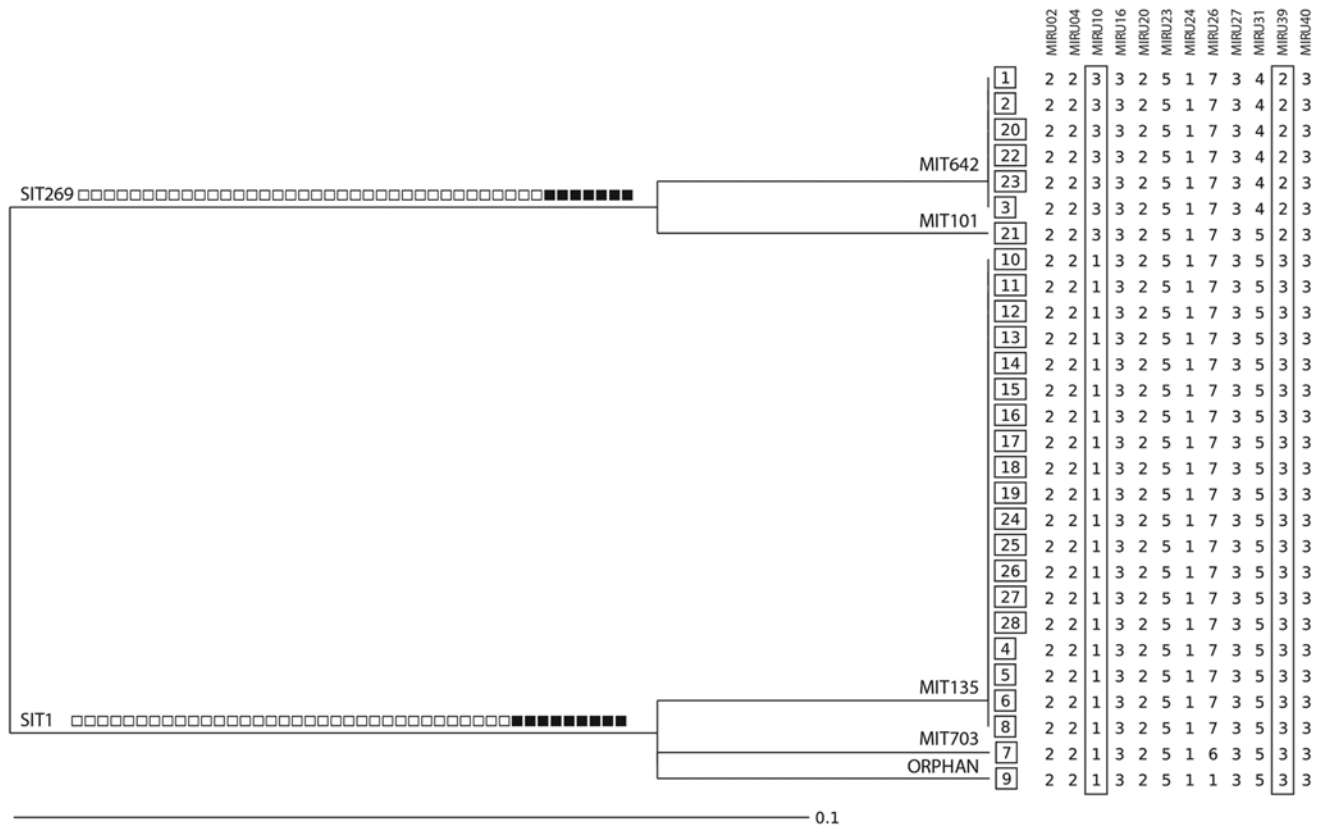 MIRU02 MIRU04 MIRU10 MIRU16 MIRU20 MIRU23 MIRU24 MIRU26 MIRU27 MIRU31 MIRU39 MIRU40
1 2 2 3 3 2 5 1 7 3 4 2 3
2 2 2 3 3 2 5 1 7 3 4 2 3
20 2 2 3 3 2 5 1 7 3 4 2 3
MIT642
22 2 2 3 3 2 5 1 7 3 4 2 3
SIT269
23 2 2 3 3 2 5 1 7 3 4 2 3
3 2 2 3 3 2 5 1 7 3 4 2 3
MIT101
21 2 2 3 3 2 5 1 7 3 5 2 3
10 2 2 1 3 2 5 1 7 3 5 3 3
11 2 2 1 3 2 5 1 7 3 5 3 3
12 2 2 1 3 2 5 1 7 3 5 3 3
13 2 2 1 3 2 5 1 7 3 5 3 3
14 2 2 1 3 2 5 1 7 3 5 3 3
15 2 2 1 3 2 5 1 7 3 5 3 3
16 2 2 1 3 2 5 1 7 3 5 3 3
17 2 2 1 3 2 5 1 7 3 5 3 3
18 2 2 1 3 2 5 1 7 3 5 3 3
19 2 2 1 3 2 5 1 7 3 5 3 3
24 2 2 1 3 2 5 1 7 3 5 3 3
25 2 2 1 3 2 5 1 7 3 5 3 3
26 2 2 1 3 2 5 1 7 3 5 3 3
27 2 2 1 3 2 5 1 7 3 5 3 3
28 2 2 1 3 2 5 1 7 3 5 3 3
4 2 2 1 3 2 5 1 7 3 5 3 3
5 2 2 1 3 2 5 1 7 3 5 3 3
MIT135
6 2 2 1 3 2 5 1 7 3 5 3 3
SIT1
8 2 2 1 3 2 5 1 7 3 5 3 3
MIT703
7 2 2 1 3 2 5 1 6 3 5 3 3
ORPHAN
9 2 2 1 3 2 5 1 1 3 5 3 3
0.1